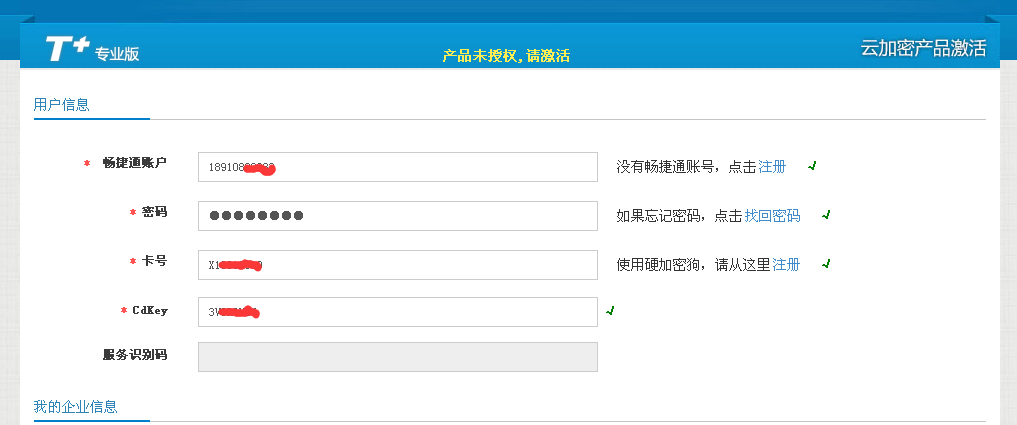 T+ 专业版
产品未授权,请激活
云加密产品激活
用户信息
* 畅捷通账户
18910
没有畅捷通账号，点击注册 √
* 密码
●●●●●●●●
如果忘记密码，点击找回密码 √
* 卡号
X1
使用硬加密狗，请从这里注册 √
* CdKey
3V
√
服务识别码
我的企业信息